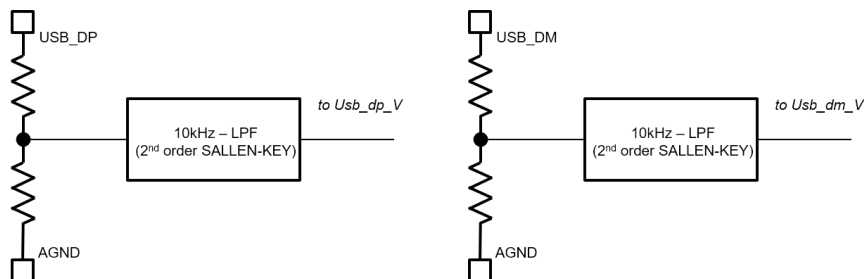 USB_DP
10kHz – LPF
(2nd order SALLEN-KEY)
to Usb_dp_V
AGND
USB_DM
10kHz – LPF
(2nd order SALLEN-KEY)
to Usb_dm_V
AGND